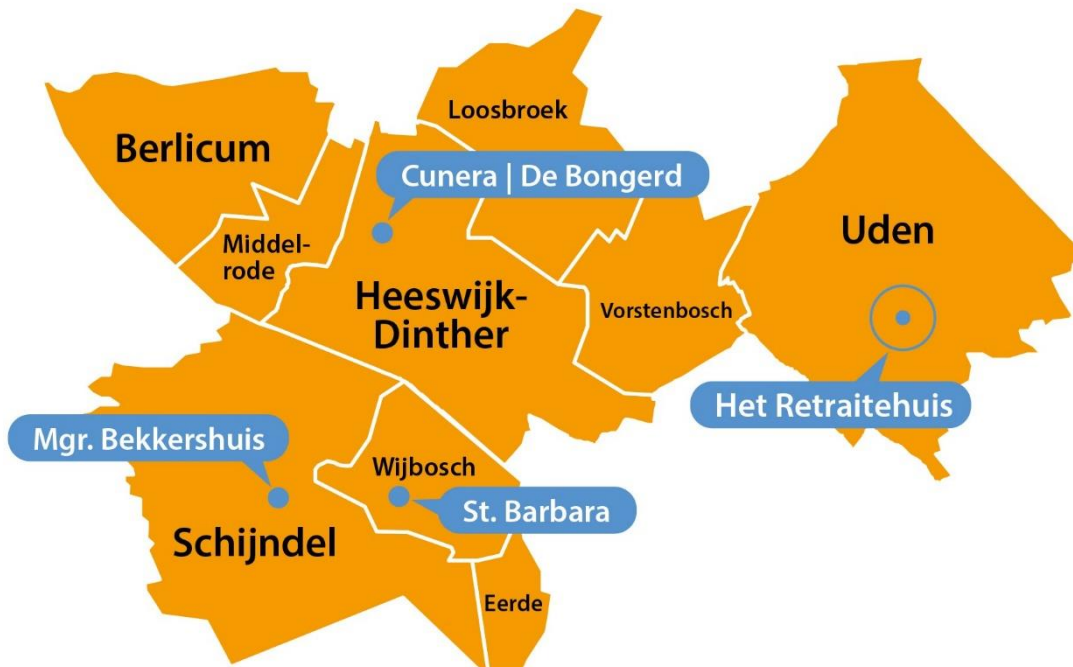 Loosbroek
Berlicum
Cunera | De Bongerd
Uden
Middel-
rode
Heeswijk-
Dinther
Vorstenbosch
Het Retraitehuis
Mgr. Bekkershuis
Wijbosch
St. Barbara
Schijndel
Eerde